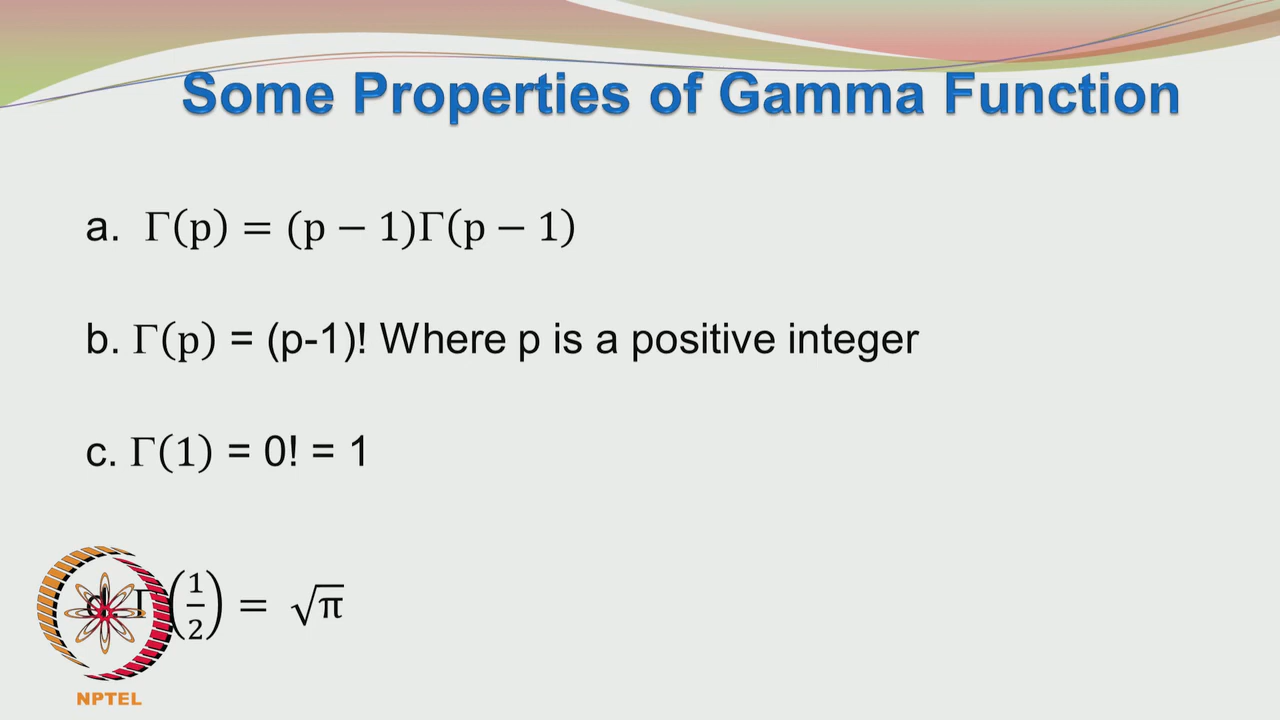 Some Properties of Gamma Function
a. Γ(p) = (p − 1)Γ(p − 1)
b. Γ(p) = (p-1)! Where p is a positive integer
c. Γ(1) = 0! = 1
d. Γ(1/2) = √π
NPTEL